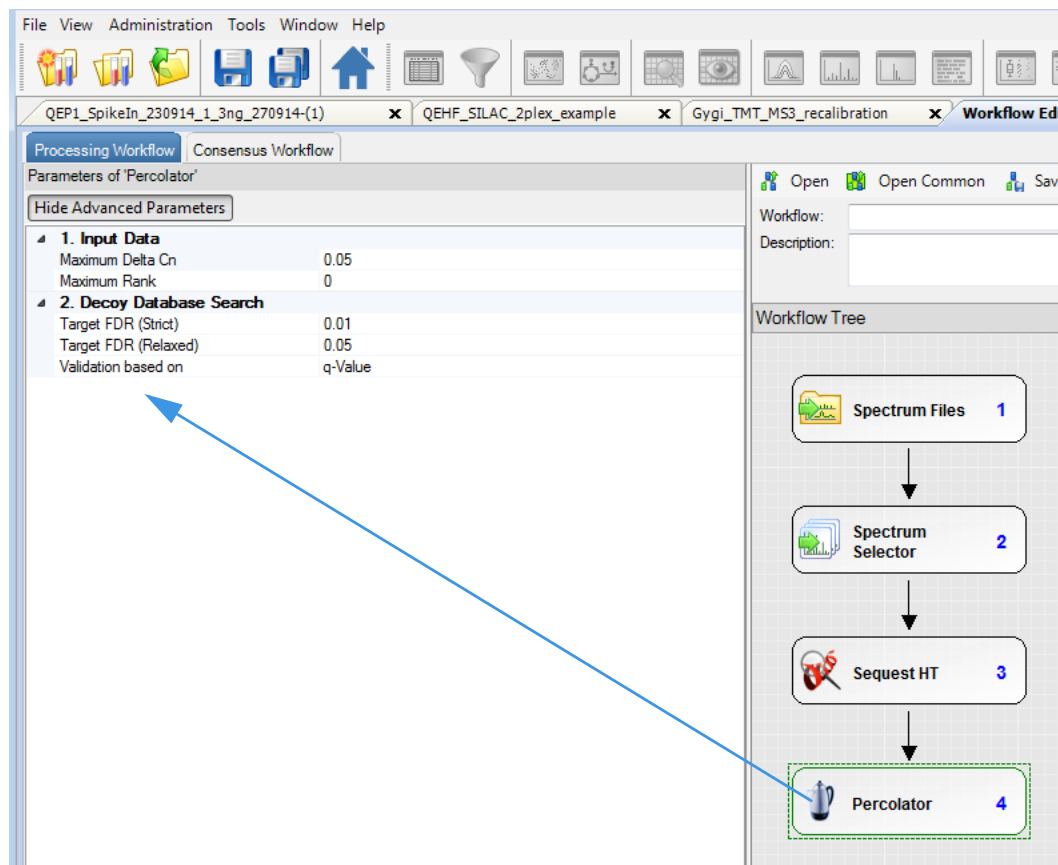 File View Administration Tools Window Help
QEP1_SpikeIn_230914_1_3ng_270914-(1) x QEHF_SILAC_2plex_example x Gygi_TMT_MS3_recalibration x Workflow Ed
Processing Workflow Consensus Workflow
Parameters of 'Percolator'
Hide Advanced Parameters
1. Input Data
Maximum Delta Cn 0.05
Maximum Rank 0
2. Decoy Database Search
Target FDR (Strict) 0.01
Target FDR (Relaxed) 0.05
Validation based on q-Value
Open Open Common Sav
Workflow:
Description:
Workflow Tree
Spectrum Files 1
Spectrum
Selector 2
Sequest HT 3
Percolator 4